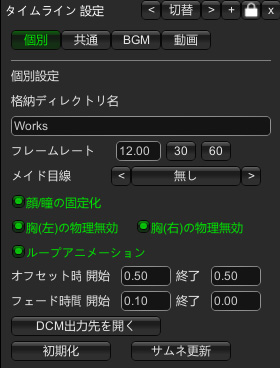 タイムライン 設定 < 切替 > + x
個別 共通 BGM 動画
個別設定
格納ディレクトリ名
Works
フレームレート 12.00 30 60
メイド目線 < 無し >
顔/瞳の固定化
胸(左)の物理無効 胸(右)の物理無効
ループアニメーション
オフセット時 開始 0.50 終了 0.50
フェード時間 開始 0.10 終了 0.00
DCM出力先を開く
初期化 サムネ更新